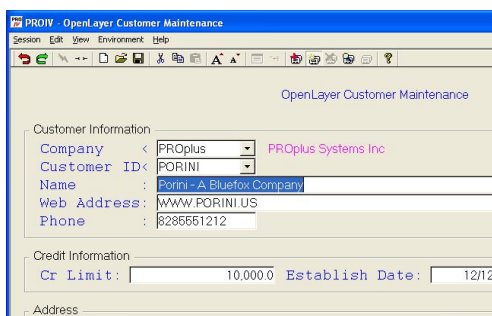 PROIV - OpenLayer Customer Maintenance
Session Edit View Environment Help
OpenLayer Customer Maintenance
Customer Information
Company < PROplus PROplus Systems Inc
Customer ID< PORINI
Name : Porini - A Bluefox Company
Web Address: WWW.PORINI.US
Phone : 8285551212
Credit Information
Cr Limit: 10,000.0 Establish Date: 12/12
Address